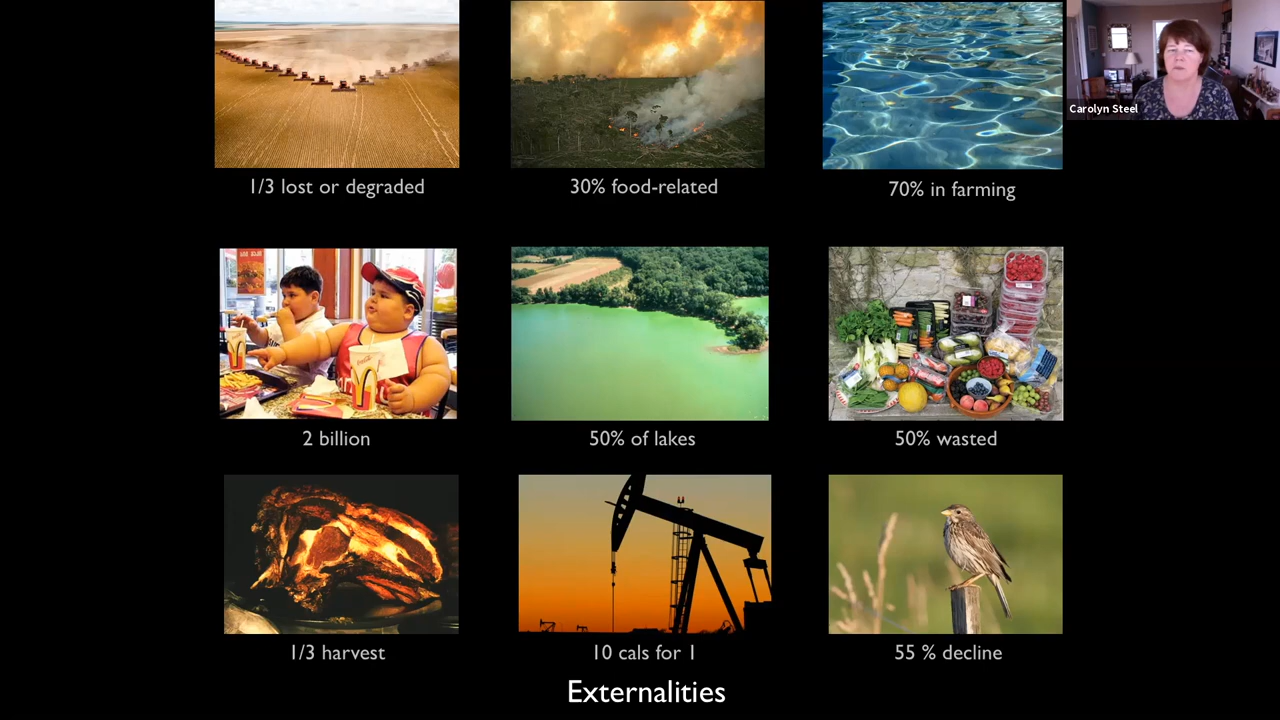 Carolyn Steel
1/3 lost or degraded
30% food-related
70% in farming
2 billion
50% of lakes
50% wasted
1/3 harvest
10 cals for 1
55 % decline
Externalities